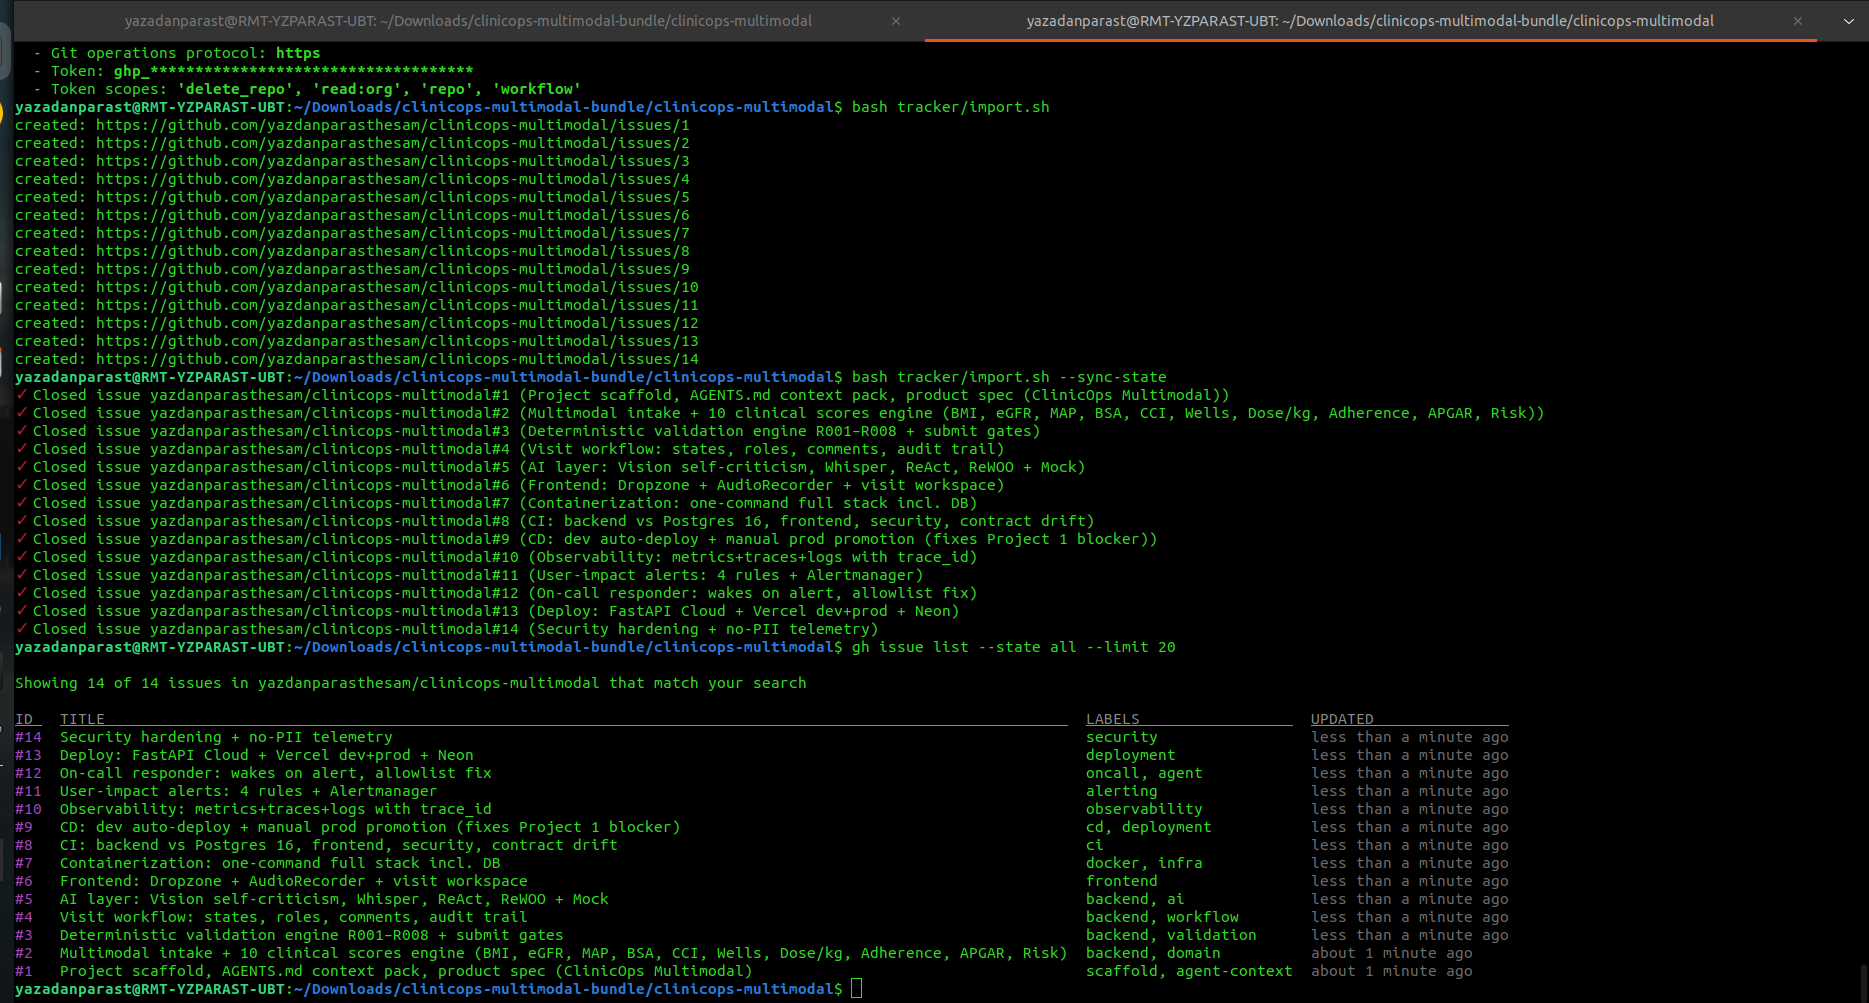 yazadanparast@RMT-YZPARAST-UBT: ~/Downloads/clinicops-multimodal-bundle/clinicops-multimodal × yazadanparast@RMT-YZPARAST-UBT: ~/Downloads/clinicops-multimodal-bundle/clinicops-multimodal ×
- Git operations protocol: https
- Token: ghp_************************************
- Token scopes: 'delete_repo', 'read:org', 'repo', 'workflow'
yazadanparast@RMT-YZPARAST-UBT:~/Downloads/clinicops-multimodal-bundle/clinicops-multimodal$ bash tracker/import.sh
created: https://github.com/yazdanparasthesam/clinicops-multimodal/issues/1
created: https://github.com/yazdanparasthesam/clinicops-multimodal/issues/2
created: https://github.com/yazdanparasthesam/clinicops-multimodal/issues/3
created: https://github.com/yazdanparasthesam/clinicops-multimodal/issues/4
created: https://github.com/yazdanparasthesam/clinicops-multimodal/issues/5
created: https://github.com/yazdanparasthesam/clinicops-multimodal/issues/6
created: https://github.com/yazdanparasthesam/clinicops-multimodal/issues/7
created: https://github.com/yazdanparasthesam/clinicops-multimodal/issues/8
created: https://github.com/yazdanparasthesam/clinicops-multimodal/issues/9
created: https://github.com/yazdanparasthesam/clinicops-multimodal/issues/10
created: https://github.com/yazdanparasthesam/clinicops-multimodal/issues/11
created: https://github.com/yazdanparasthesam/clinicops-multimodal/issues/12
created: https://github.com/yazdanparasthesam/clinicops-multimodal/issues/13
created: https://github.com/yazdanparasthesam/clinicops-multimodal/issues/14
yazadanparast@RMT-YZPARAST-UBT:~/Downloads/clinicops-multimodal-bundle/clinicops-multimodal$ bash tracker/import.sh --sync-state
✓ Closed issue yazdanparasthesam/clinicops-multimodal#1 (Project scaffold, AGENTS.md context pack, product spec (ClinicOps Multimodal))
✓ Closed issue yazdanparasthesam/clinicops-multimodal#2 (Multimodal intake + 10 clinical scores engine (BMI, eGFR, MAP, BSA, CCI, Wells, Dose/kg, Adherence, APGAR, Risk))
✓ Closed issue yazdanparasthesam/clinicops-multimodal#3 (Deterministic validation engine R001–R008 + submit gates)
✓ Closed issue yazdanparasthesam/clinicops-multimodal#4 (Visit workflow: states, roles, comments, audit trail)
✓ Closed issue yazdanparasthesam/clinicops-multimodal#5 (AI layer: Vision self-criticism, Whisper, ReAct, ReWOO + Mock)
✓ Closed issue yazdanparasthesam/clinicops-multimodal#6 (Frontend: Dropzone + AudioRecorder + visit workspace)
✓ Closed issue yazdanparasthesam/clinicops-multimodal#7 (Containerization: one-command full stack incl. DB)
✓ Closed issue yazdanparasthesam/clinicops-multimodal#8 (CI: backend vs Postgres 16, frontend, security, contract drift)
✓ Closed issue yazdanparasthesam/clinicops-multimodal#9 (CD: dev auto-deploy + manual prod promotion (fixes Project 1 blocker))
✓ Closed issue yazdanparasthesam/clinicops-multimodal#10 (Observability: metrics+traces+logs with trace_id)
✓ Closed issue yazdanparasthesam/clinicops-multimodal#11 (User-impact alerts: 4 rules + Alertmanager)
✓ Closed issue yazdanparasthesam/clinicops-multimodal#12 (On-call responder: wakes on alert, allowlist fix)
✓ Closed issue yazdanparasthesam/clinicops-multimodal#13 (Deploy: FastAPI Cloud + Vercel dev+prod + Neon)
✓ Closed issue yazdanparasthesam/clinicops-multimodal#14 (Security hardening + no-PII telemetry)
yazadanparast@RMT-YZPARAST-UBT:~/Downloads/clinicops-multimodal-bundle/clinicops-multimodal$ gh issue list --state all --limit 20
Showing 14 of 14 issues in yazdanparasthesam/clinicops-multimodal that match your search
ID TITLE LABELS UPDATED
#14 Security hardening + no-PII telemetry security less than a minute ago
#13 Deploy: FastAPI Cloud + Vercel dev+prod + Neon deployment less than a minute ago
#12 On-call responder: wakes on alert, allowlist fix oncall, agent less than a minute ago
#11 User-impact alerts: 4 rules + Alertmanager alerting less than a minute ago
#10 Observability: metrics+traces+logs with trace_id observability less than a minute ago
#9 CD: dev auto-deploy + manual prod promotion (fixes Project 1 blocker) cd, deployment less than a minute ago
#8 CI: backend vs Postgres 16, frontend, security, contract drift ci less than a minute ago
#7 Containerization: one-command full stack incl. DB docker, infra less than a minute ago
#6 Frontend: Dropzone + AudioRecorder + visit workspace frontend less than a minute ago
#5 AI layer: Vision self-criticism, Whisper, ReAct, ReWOO + Mock backend, ai less than a minute ago
#4 Visit workflow: states, roles, comments, audit trail backend, workflow less than a minute ago
#3 Deterministic validation engine R001–R008 + submit gates backend, validation less than a minute ago
#2 Multimodal intake + 10 clinical scores engine (BMI, eGFR, MAP, BSA, CCI, Wells, Dose/kg, Adherence, APGAR, Risk) backend, domain about 1 minute ago
#1 Project scaffold, AGENTS.md context pack, product spec (ClinicOps Multimodal) scaffold, agent-context about 1 minute ago
yazadanparast@RMT-YZPARAST-UBT:~/Downloads/clinicops-multimodal-bundle/clinicops-multimodal$